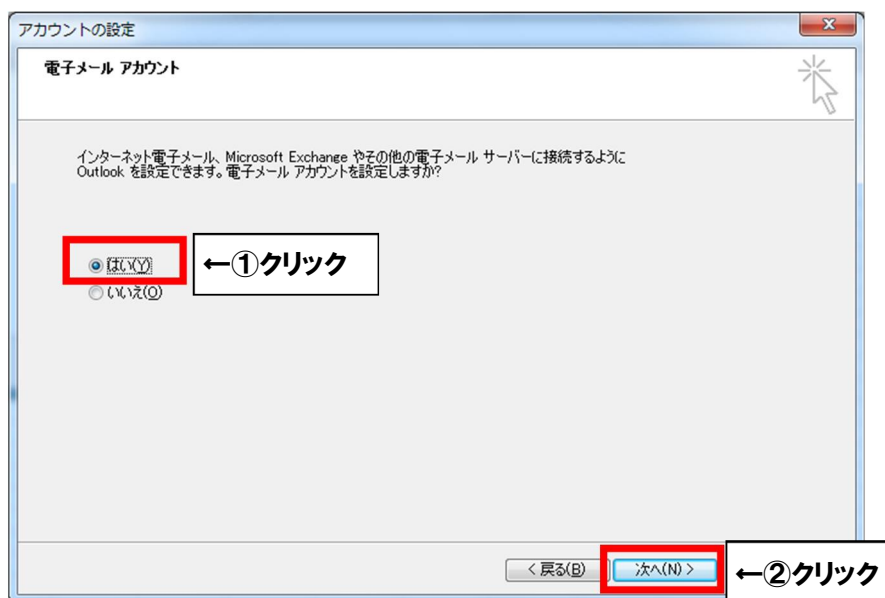 アカウントの設定
電子メール アカウント
インターネット電子メール、Microsoft Exchange やその他の電子メール サーバーに接続するように
Outlook を設定できます。電子メール アカウントを設定しますか?
はい(Y)
←①クリック
いいえ(O)
< 戻る(B)
次へ(N) >
←②クリック